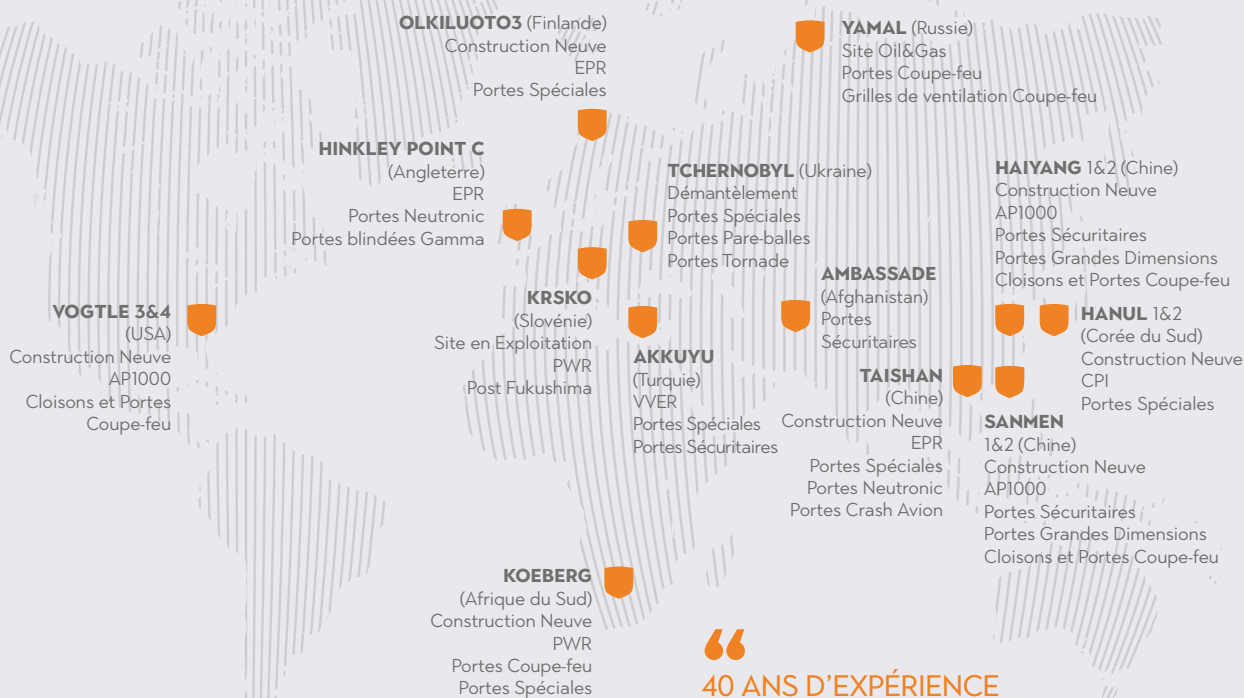 OLKILUOTO3 (Finlande)
Construction Neuve
EPR
Portes Spéciales
YAMAL (Russie)
Site Oil&Gas
Portes Coupe-feu
Grilles de ventilation Coupe-feu
HINKLEY POINT C
(Angleterre)
EPR
Portes Neutronic
Portes blindées Gamma
TCHERNOBYL (Ukraine)
Démantèlement
Portes Spéciales
Portes Pare-balles
Portes Tornade
HAIYANG 1&2 (Chine)
Construction Neuve
AP1000
Portes Sécuritaires
Portes Grandes Dimensions
Cloisons et Portes Coupe-feu
VOGTLE 3&4
(USA)
Construction Neuve
AP1000
Cloisons et Portes
Coupe-feu
KRSKO
(Slovénie)
Site en Exploitation
PWR
Post Fukushima
AKKUYU
(Turquie)
VVER
Portes Spéciales
Portes Sécuritaires
AMBASSADE
(Afghanistan)
Portes
Sécuritaires
HANUL 1&2
(Corée du Sud)
Construction Neuve
CPI
Portes Spéciales
TAISHAN
(Chine)
Construction Neuve
EPR
Portes Spéciales
Portes Neutronic
Portes Crash Avion
SANMEN
1&2 (Chine)
Construction Neuve
AP1000
Portes Sécuritaires
Portes Grandes Dimensions
Cloisons et Portes Coupe-feu
KOEBERG
(Afrique du Sud)
Construction Neuve
PWR
Portes Coupe-feu
Portes Spéciales
“
40 ANS D’EXPÉRIENCE